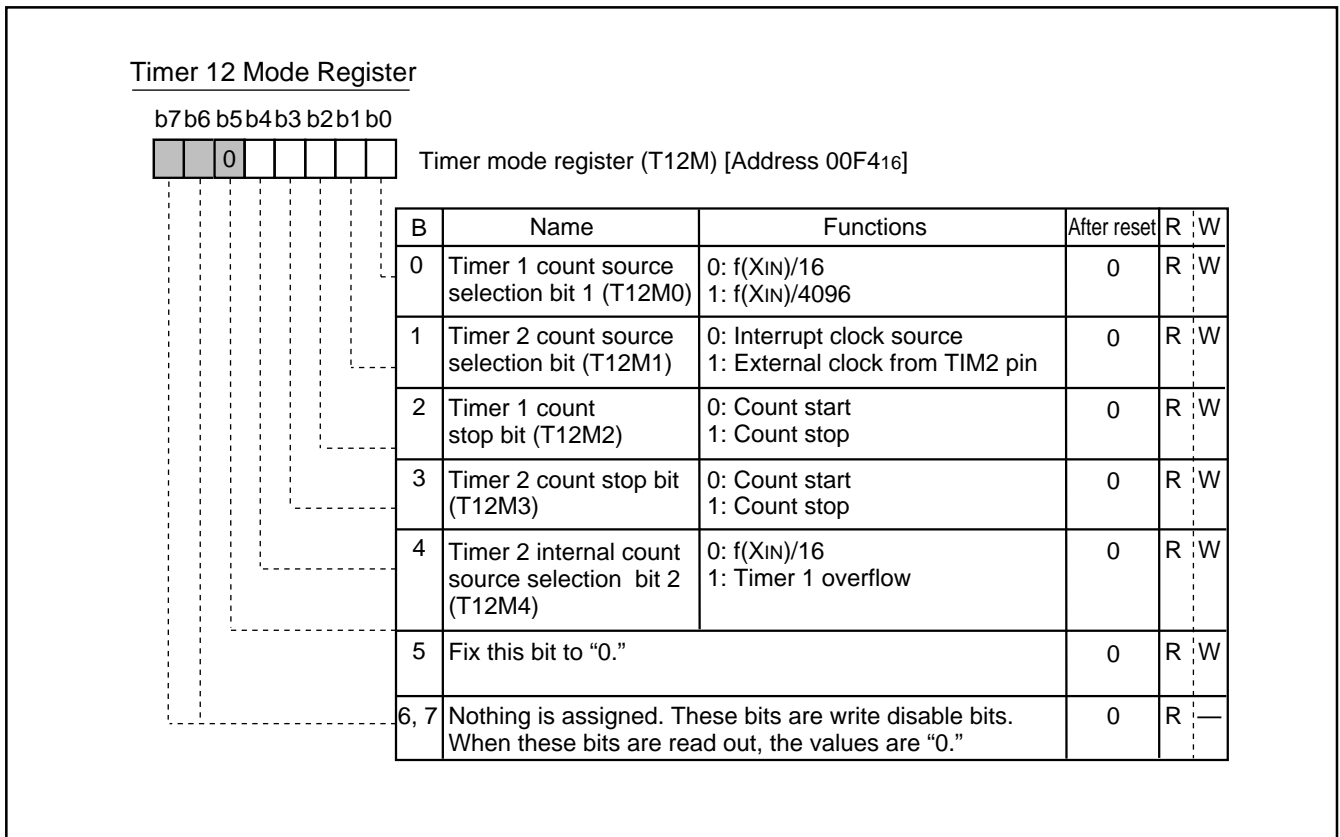 Timer 12 Mode Register
b7 b6 b5 b4 b3 b2 b1 b0
0
Timer mode register (T12M) [Address 00F416]
B Name Functions After reset R W
0 Timer 1 count source 0: f(XIN)/16 0 R W
selection bit 1 (T12M0) 1: f(XIN)/4096
1 Timer 2 count source 0: Interrupt clock source 0 R W
selection bit (T12M1) 1: External clock from TIM2 pin
2 Timer 1 count 0: Count start 0 R W
stop bit (T12M2) 1: Count stop
3 Timer 2 count stop bit 0: Count start 0 R W
(T12M3) 1: Count stop
4 Timer 2 internal count 0: f(XIN)/16 0 R W
source selection bit 2 1: Timer 1 overflow
(T12M4)
5 Fix this bit to “0.” 0 R W
6, 7 Nothing is assigned. These bits are write disable bits. 0 R —
When these bits are read out, the values are “0.”